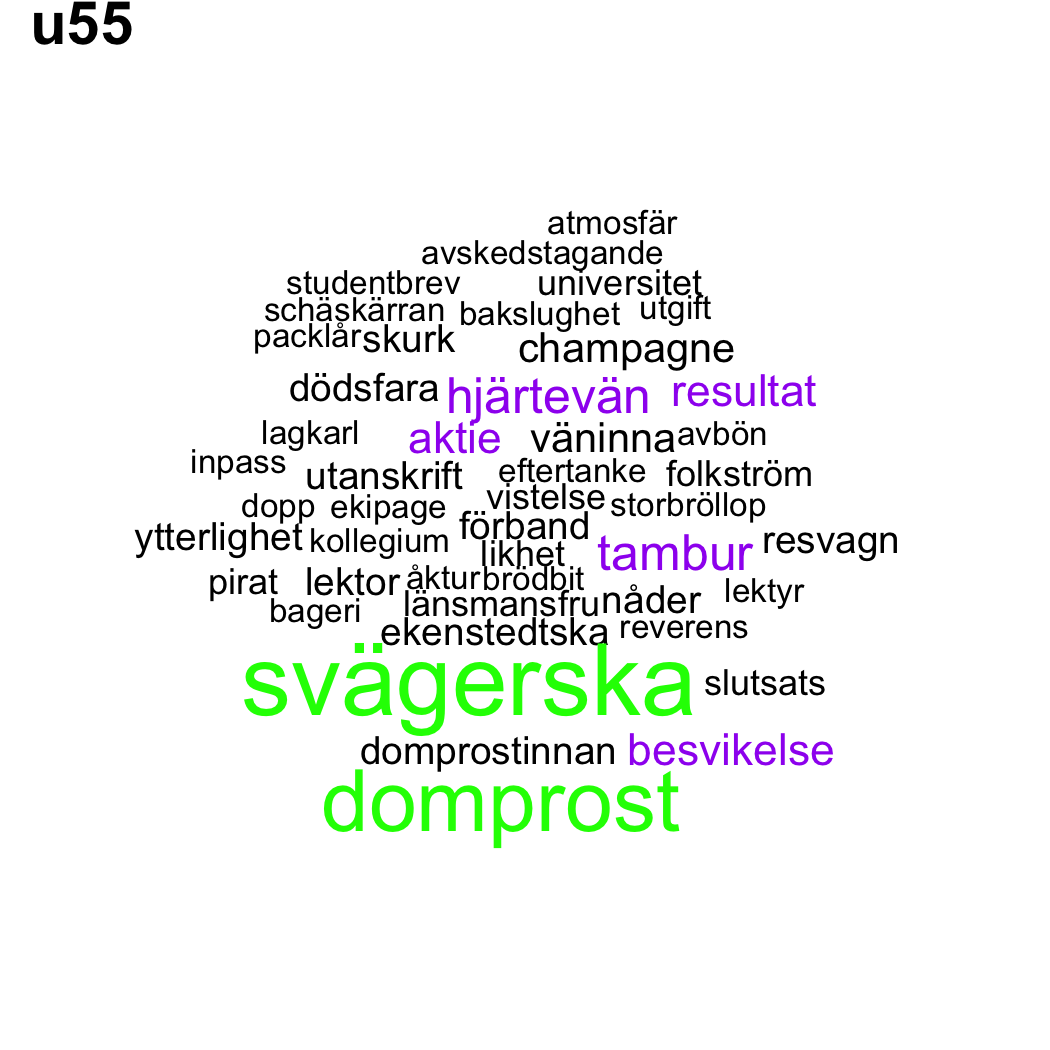 u55
atmosfär
avskedstagande
studentbrev universitet
schäskärran bakslughet utgift
packlår skurk champagne
dödsfara hjärtevän resultat
lagkarl aktie väninna avbön
inpass utanskrift eftertanke folkström
dopp ekipage vistelse storbröllop
ytterlighet kollegium förband likhet tambur resvagn
pirat lektor åktur brödbit lektyr
bageri länsmansfru nåder
ekenstedtska reverens
svägerska slutsats
domprostinnan besvikelse
domprost